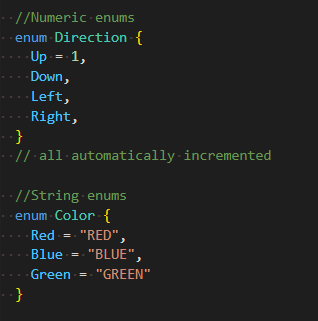 //Numeric enums
enum Direction {
  Up = 1,
  Down,
  Left,
  Right,
}
// all automatically incremented

//String enums
enum Color {
  Red = "RED",
  Blue = "BLUE",
  Green = "GREEN"
}